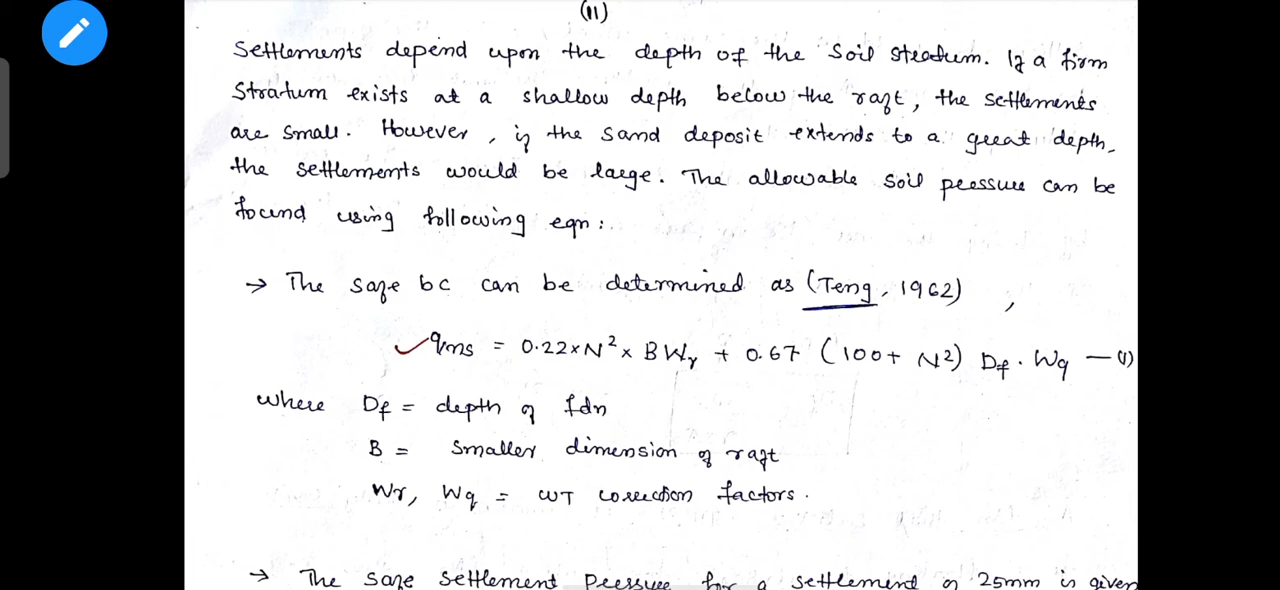 (11)
Settlements depend upon the depth of the soil stratum. If a firm
stratum exists at a shallow depth below the raft, the settlements
are small. However, if the sand deposit extends to a great depth,
the settlements would be large. The allowable soil pressure can be
found using following eqn:
→ The safe bc can be determined as (Teng, 1962),
qns = 0.22×N²× BWγ + 0.67 (100+ N²) Df. Wq — (1)
where Df = depth of fdn
B = smaller dimension of raft
Wγ, Wq = WT correction factors.
→ The safe settlement pressure for a settlement of 25mm is given